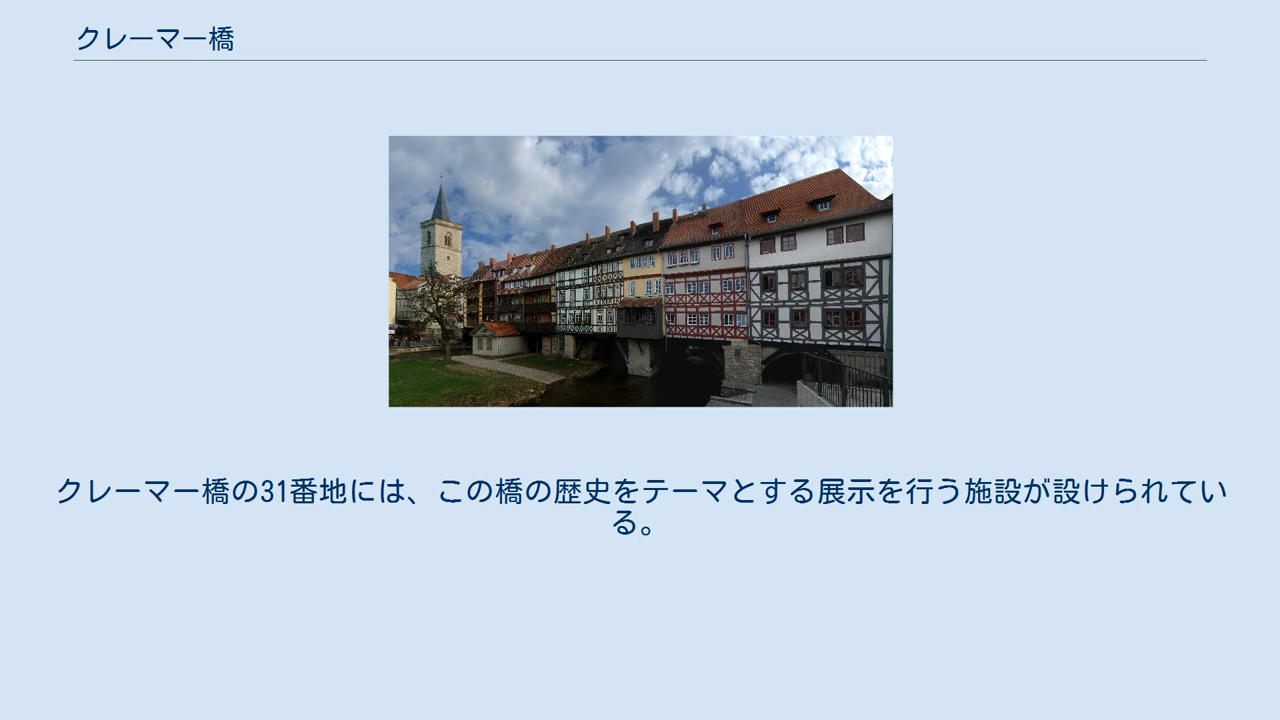 クレーマー橋
クレーマー橋の31番地には、この橋の歴史をテーマとする展示を行う施設が設けられてい
る。